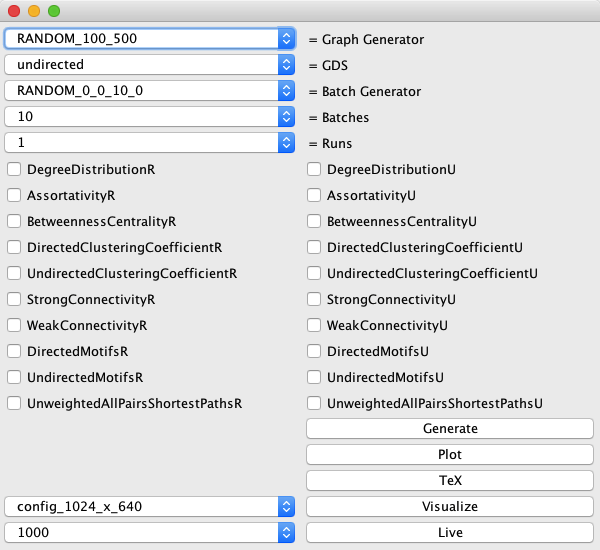 RANDOM_100_500 = Graph Generator
undirected = GDS
RANDOM_0_0_10_0 = Batch Generator
10 = Batches
1 = Runs
DegreeDistributionR DegreeDistributionU
AssortativityR AssortativityU
BetweennessCentralityR BetweennessCentralityU
DirectedClusteringCoefficientR DirectedClusteringCoefficientU
UndirectedClusteringCoefficientR UndirectedClusteringCoefficientU
StrongConnectivityR StrongConnectivityU
WeakConnectivityR WeakConnectivityU
DirectedMotifsR DirectedMotifsU
UndirectedMotifsR UndirectedMotifsU
UnweightedAllPairsShortestPathsR UnweightedAllPairsShortestPathsU
Generate
Plot
TeX
config_1024_x_640 Visualize
1000 Live